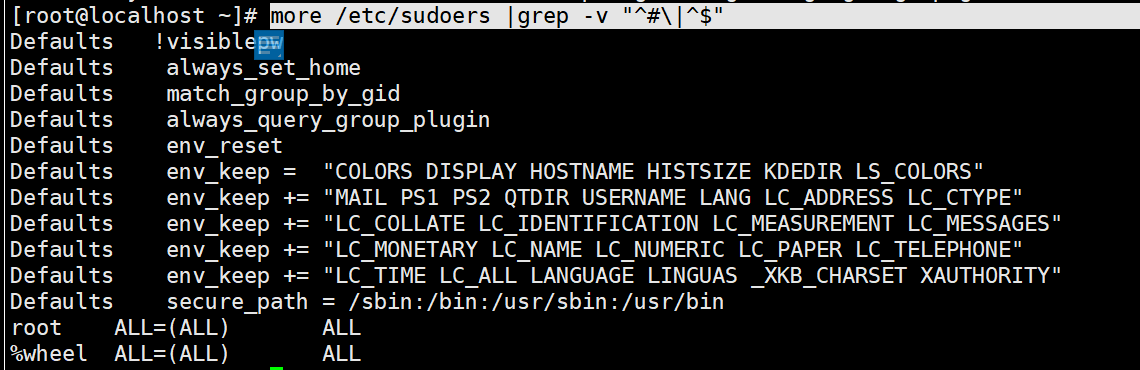 [root@localhost ~]# more /etc/sudoers |grep -v "^#\|^$"
Defaults   !visiblepw
Defaults    always_set_home
Defaults    match_group_by_gid
Defaults    always_query_group_plugin
Defaults    env_reset
Defaults    env_keep =  "COLORS DISPLAY HOSTNAME HISTSIZE KDEDIR LS_COLORS"
Defaults    env_keep += "MAIL PS1 PS2 QTDIR USERNAME LANG LC_ADDRESS LC_CTYPE"
Defaults    env_keep += "LC_COLLATE LC_IDENTIFICATION LC_MEASUREMENT LC_MESSAGES"
Defaults    env_keep += "LC_MONETARY LC_NAME LC_NUMERIC LC_PAPER LC_TELEPHONE"
Defaults    env_keep += "LC_TIME LC_ALL LANGUAGE LINGUAS _XKB_CHARSET XAUTHORITY"
Defaults    secure_path = /sbin:/bin:/usr/sbin:/usr/bin
root    ALL=(ALL)       ALL
%wheel  ALL=(ALL)       ALL